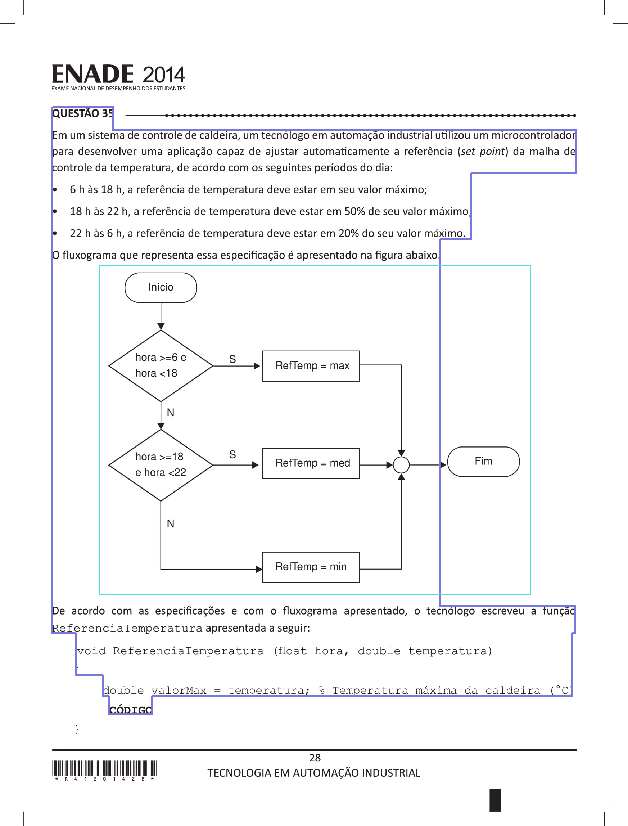 ENADE 2014
EXAME NACIONAL DE DESEMPENHO DOS ESTUDANTES
QUESTÃO 35
Em um sistema de controle de caldeira, um tecnólogo em automação industrial utilizou um microcontrolador
para desenvolver uma aplicação capaz de ajustar automaticamente a referência (set point) da malha de
controle da temperatura, de acordo com os seguintes períodos do dia:
• 6 h às 18 h, a referência de temperatura deve estar em seu valor máximo;
• 18 h às 22 h, a referência de temperatura deve estar em 50% de seu valor máximo;
• 22 h às 6 h, a referência de temperatura deve estar em 20% do seu valor máximo.
O fluxograma que representa essa especificação é apresentado na figura abaixo.
Inicio
hora >=6 e
hora <18
S
RefTemp = max
N
hora >=18
e hora <22
S
RefTemp = med
Fim
N
RefTemp = min
De acordo com as especificações e com o fluxograma apresentado, o tecnólogo escreveu a função
ReferenciaTemperatura apresentada a seguir:
void ReferenciaTemperatura (float hora, double temperatura)
{
double valorMax = temperatura; % Temperatura máxima da caldeira (°C)
CÓDIGO
}
28
*R41201428*
TECNOLOGIA EM AUTOMAÇÃO INDUSTRIAL